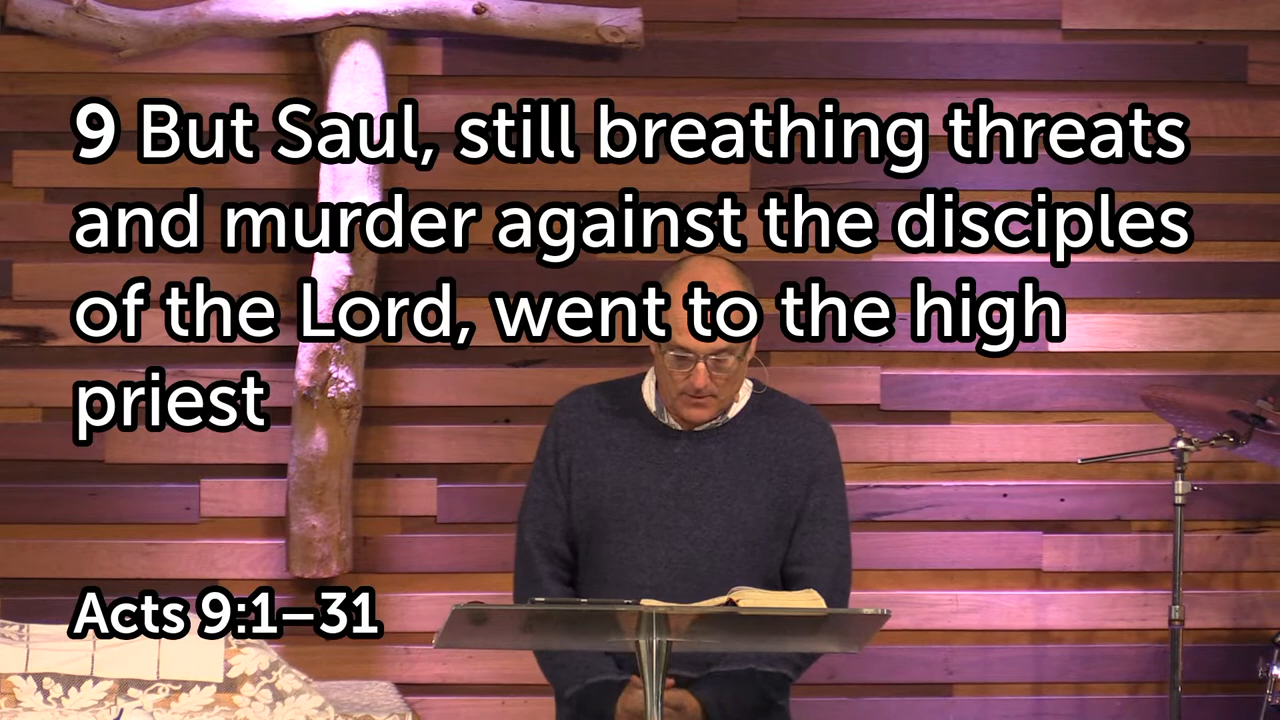 9 But Saul, still breathing threats
and murder against the disciples
of the Lord, went to the high
priest
Acts 9:1–31